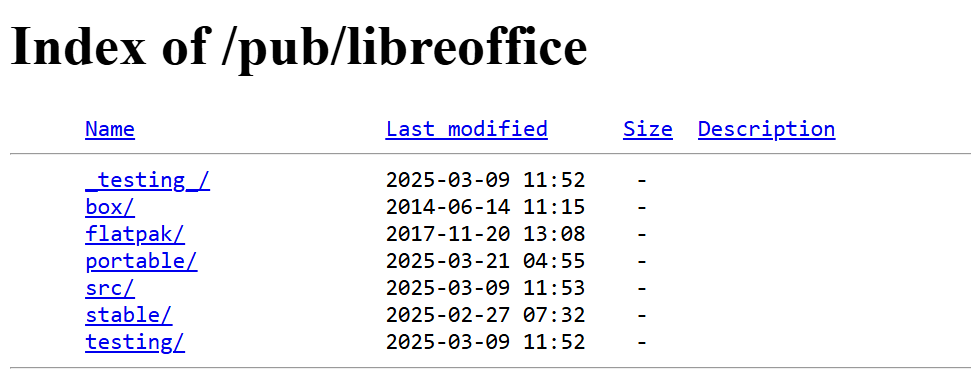 Index of /pub/libreoffice
Name Last modified Size Description
_testing_/ 2025-03-09 11:52 -
box/ 2014-06-14 11:15 -
flatpak/ 2017-11-20 13:08 -
portable/ 2025-03-21 04:55 -
src/ 2025-03-09 11:53 -
stable/ 2025-02-27 07:32 -
testing/ 2025-03-09 11:52 -